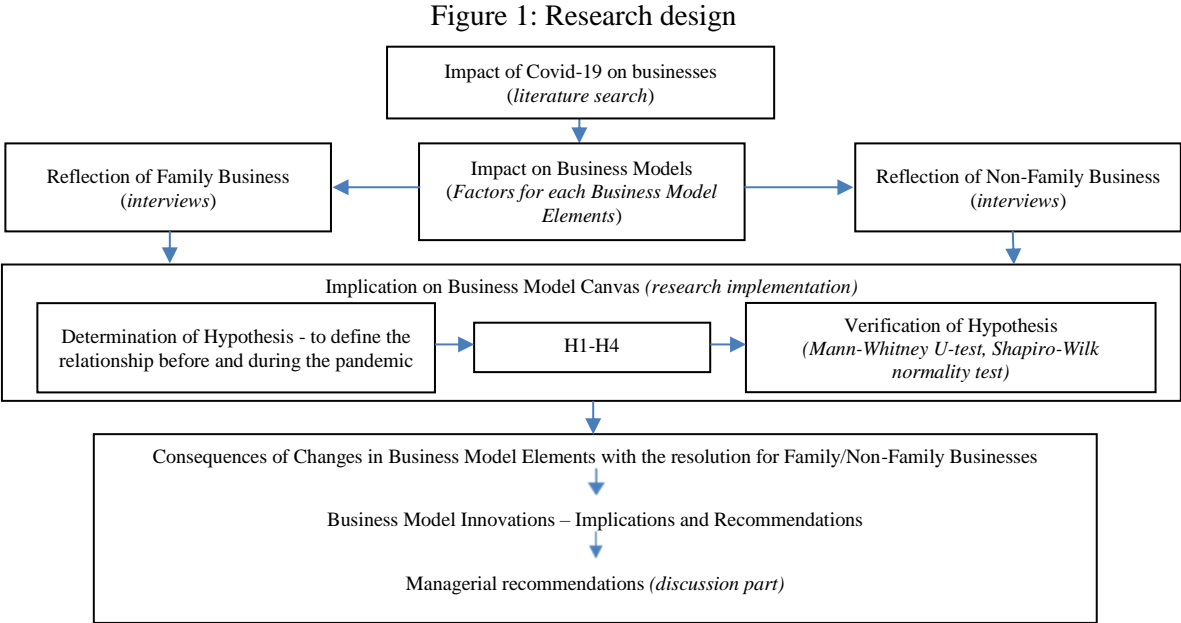 Figure 1: Research design
Impact of Covid-19 on businesses
(literature search)
Reflection of Family Business
(interviews)
Impact on Business Models
(Factors for each Business Model
Elements)
Reflection of Non-Family Business
(interviews)
Implication on Business Model Canvas (research implementation)
Determination of Hypothesis - to define the
relationship before and during the pandemic
H1-H4
Verification of Hypothesis
(Mann-Whitney U-test, Shapiro-Wilk
normality test)
Consequences of Changes in Business Model Elements with the resolution for Family/Non-Family Businesses
Business Model Innovations – Implications and Recommendations
Managerial recommendations (discussion part)